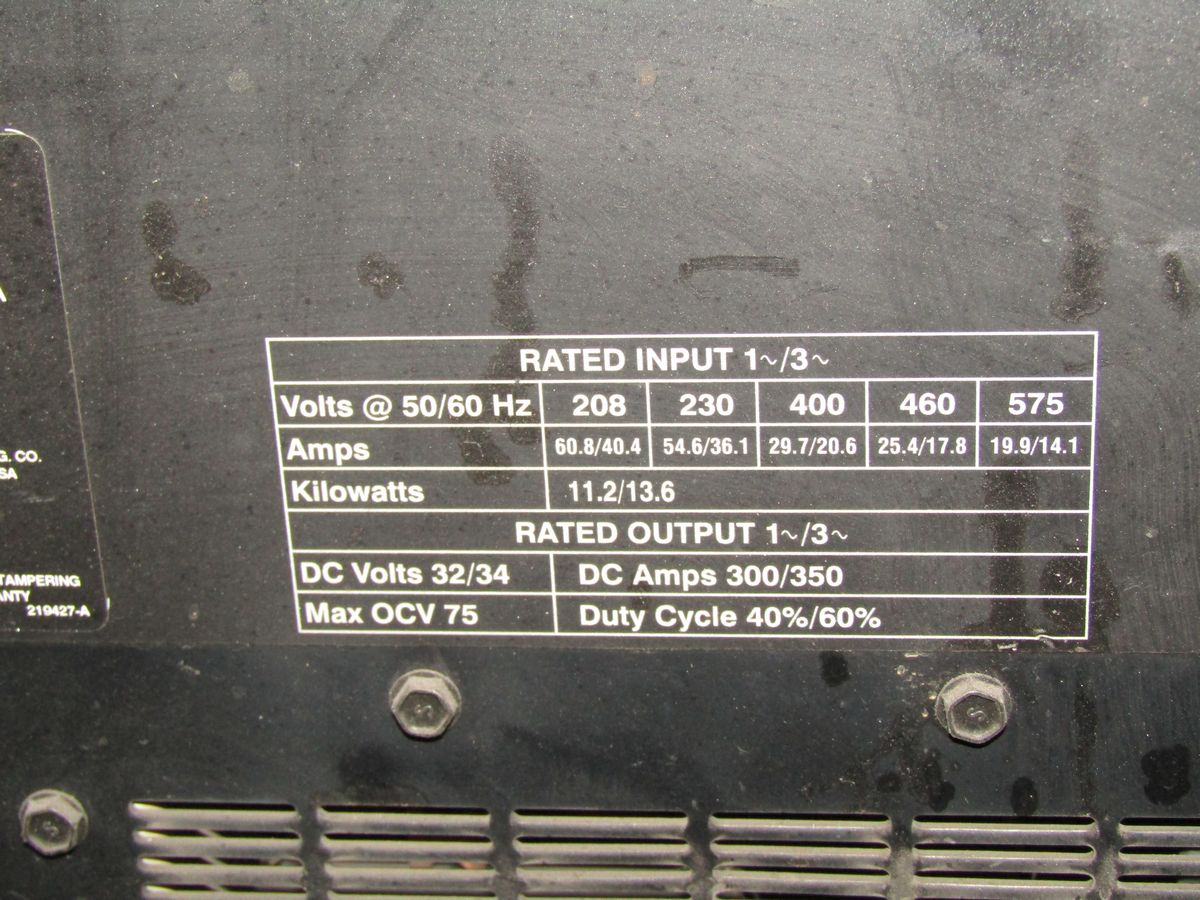 G. CO.
SA
TAMPERING
ANTY
219427-A
RATED INPUT 1~/3~
Volts @ 50/60 Hz 208 230 400 460 575
Amps 60.8/40.4 54.6/36.1 29.7/20.6 25.4/17.8 19.9/14.1
Kilowatts 11.2/13.6
RATED OUTPUT 1~/3~
DC Volts 32/34 DC Amps 300/350
Max OCV 75 Duty Cycle 40%/60%